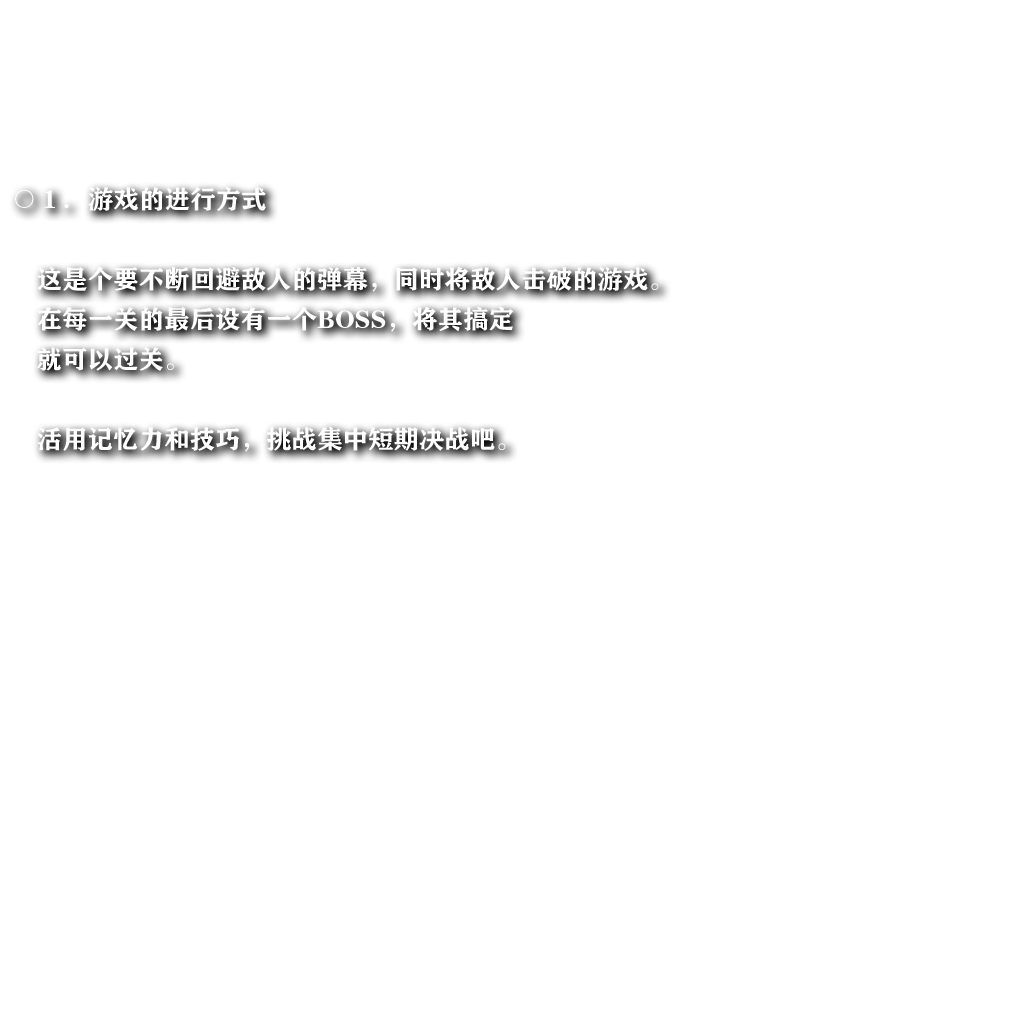 ○１．游戏的进行方式
这是个要不断回避敌人的弹幕，同时将敌人击破的游戏。
在每一关的最后设有一个BOSS，将其搞定
就可以过关。
活用记忆力和技巧，挑战集中短期决战吧。